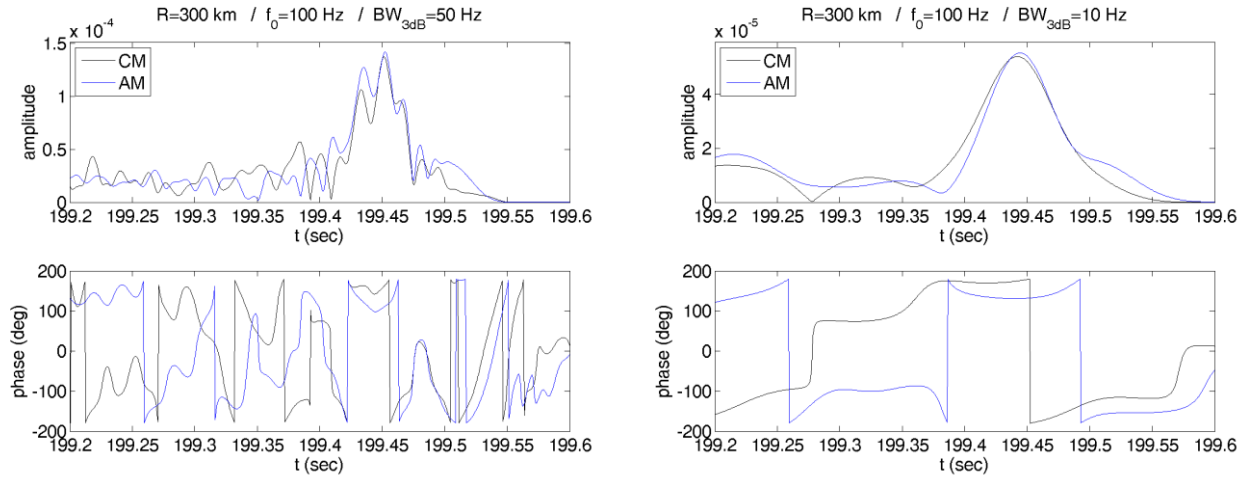 R=300 km / f0=100 Hz / BW3dB=50 Hz
x 10^-4
1.5
1
0.5
0
amplitude
CM
AM
199.2 199.25 199.3 199.35 199.4 199.45 199.5 199.55 199.6
t (sec)
200
100
0
-100
-200
phase (deg)
199.2 199.25 199.3 199.35 199.4 199.45 199.5 199.55 199.6
t (sec)
R=300 km / f0=100 Hz / BW3dB=10 Hz
x 10^-5
4
2
0
amplitude
CM
AM
199.2 199.25 199.3 199.35 199.4 199.45 199.5 199.55 199.6
t (sec)
200
100
0
-100
-200
phase (deg)
199.2 199.25 199.3 199.35 199.4 199.45 199.5 199.55 199.6
t (sec)